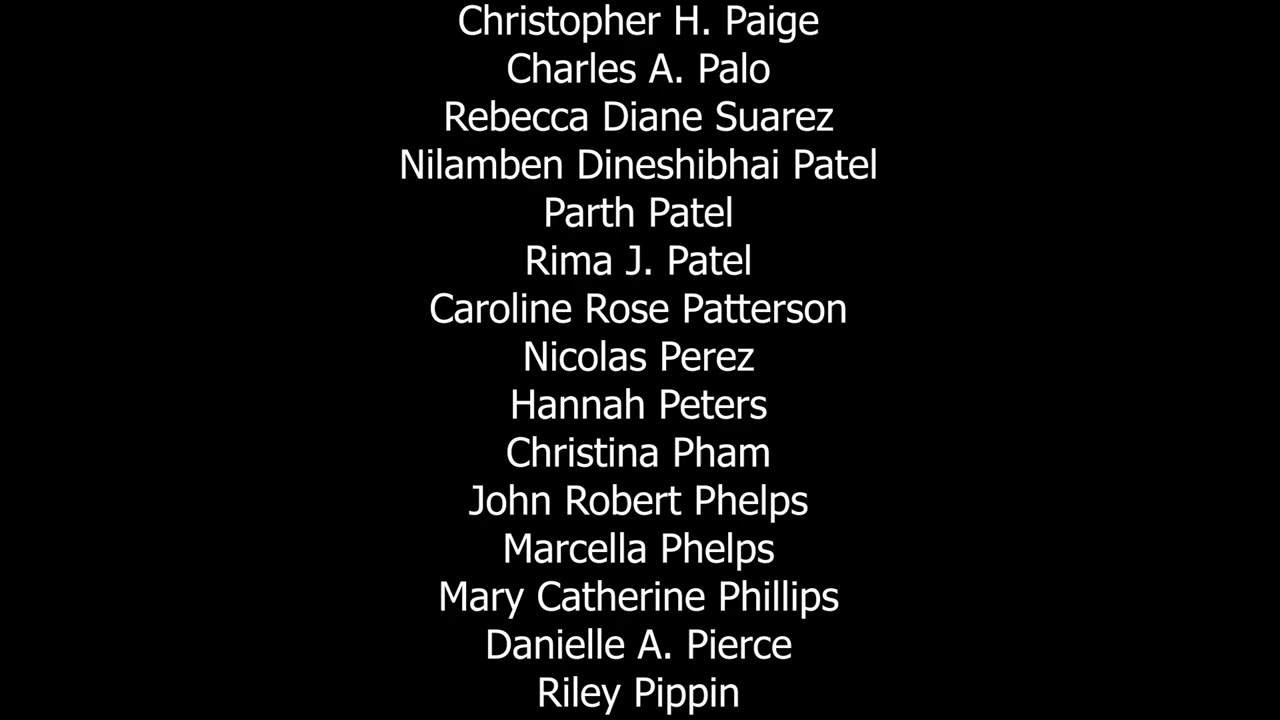 Christopher H. Paige
Charles A. Palo
Rebecca Diane Suarez
Nilamben Dineshibhai Patel
Parth Patel
Rima J. Patel
Caroline Rose Patterson
Nicolas Perez
Hannah Peters
Christina Pham
John Robert Phelps
Marcella Phelps
Mary Catherine Phillips
Danielle A. Pierce
Riley Pippin